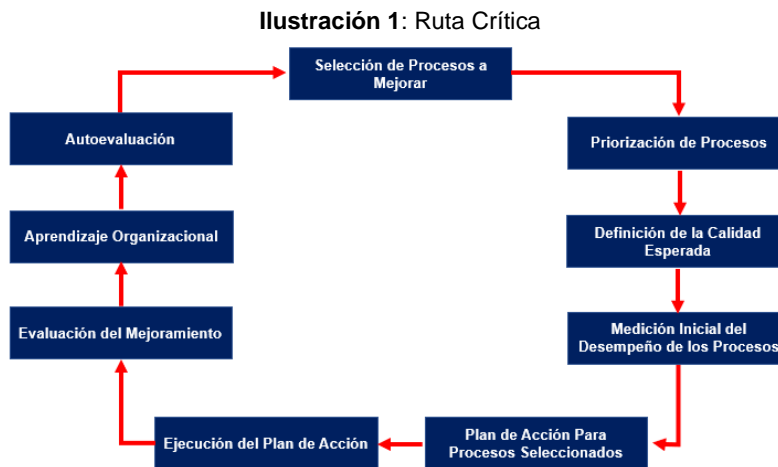 Ilustración 1: Ruta Crítica
Selección de Procesos a
Mejorar
Autoevaluación
Priorización de Procesos
Aprendizaje Organizacional
Definición de la Calidad
Esperada
Evaluación del Mejoramiento
Medición Inicial del
Desempeño de los Procesos
Ejecución del Plan de Acción
Plan de Acción Para
Procesos Seleccionados